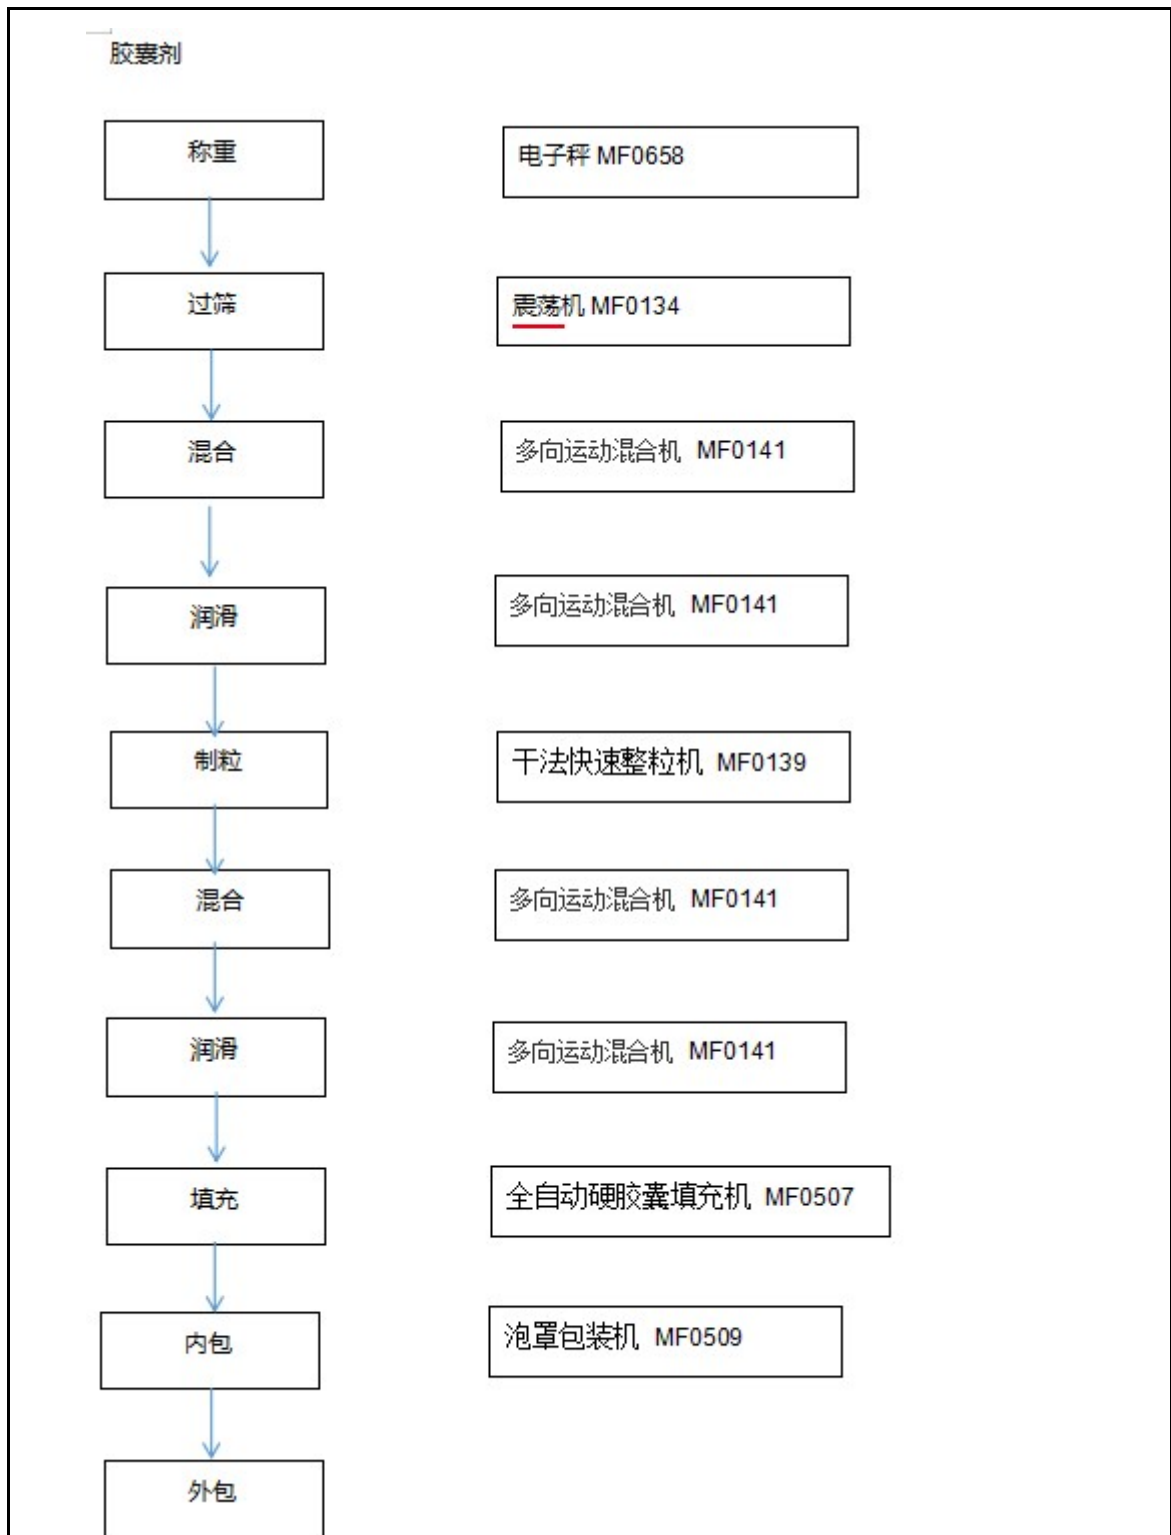 胶囊剂
称重
电子秤 MF0658
过筛
震荡机 MF0134
混合
多向运动混合机 MF0141
润滑
多向运动混合机 MF0141
制粒
干法快速整粒机 MF0139
混合
多向运动混合机 MF0141
润滑
多向运动混合机 MF0141
填充
全自动硬胶囊填充机 MF0507
内包
泡罩包装机 MF0509
外包